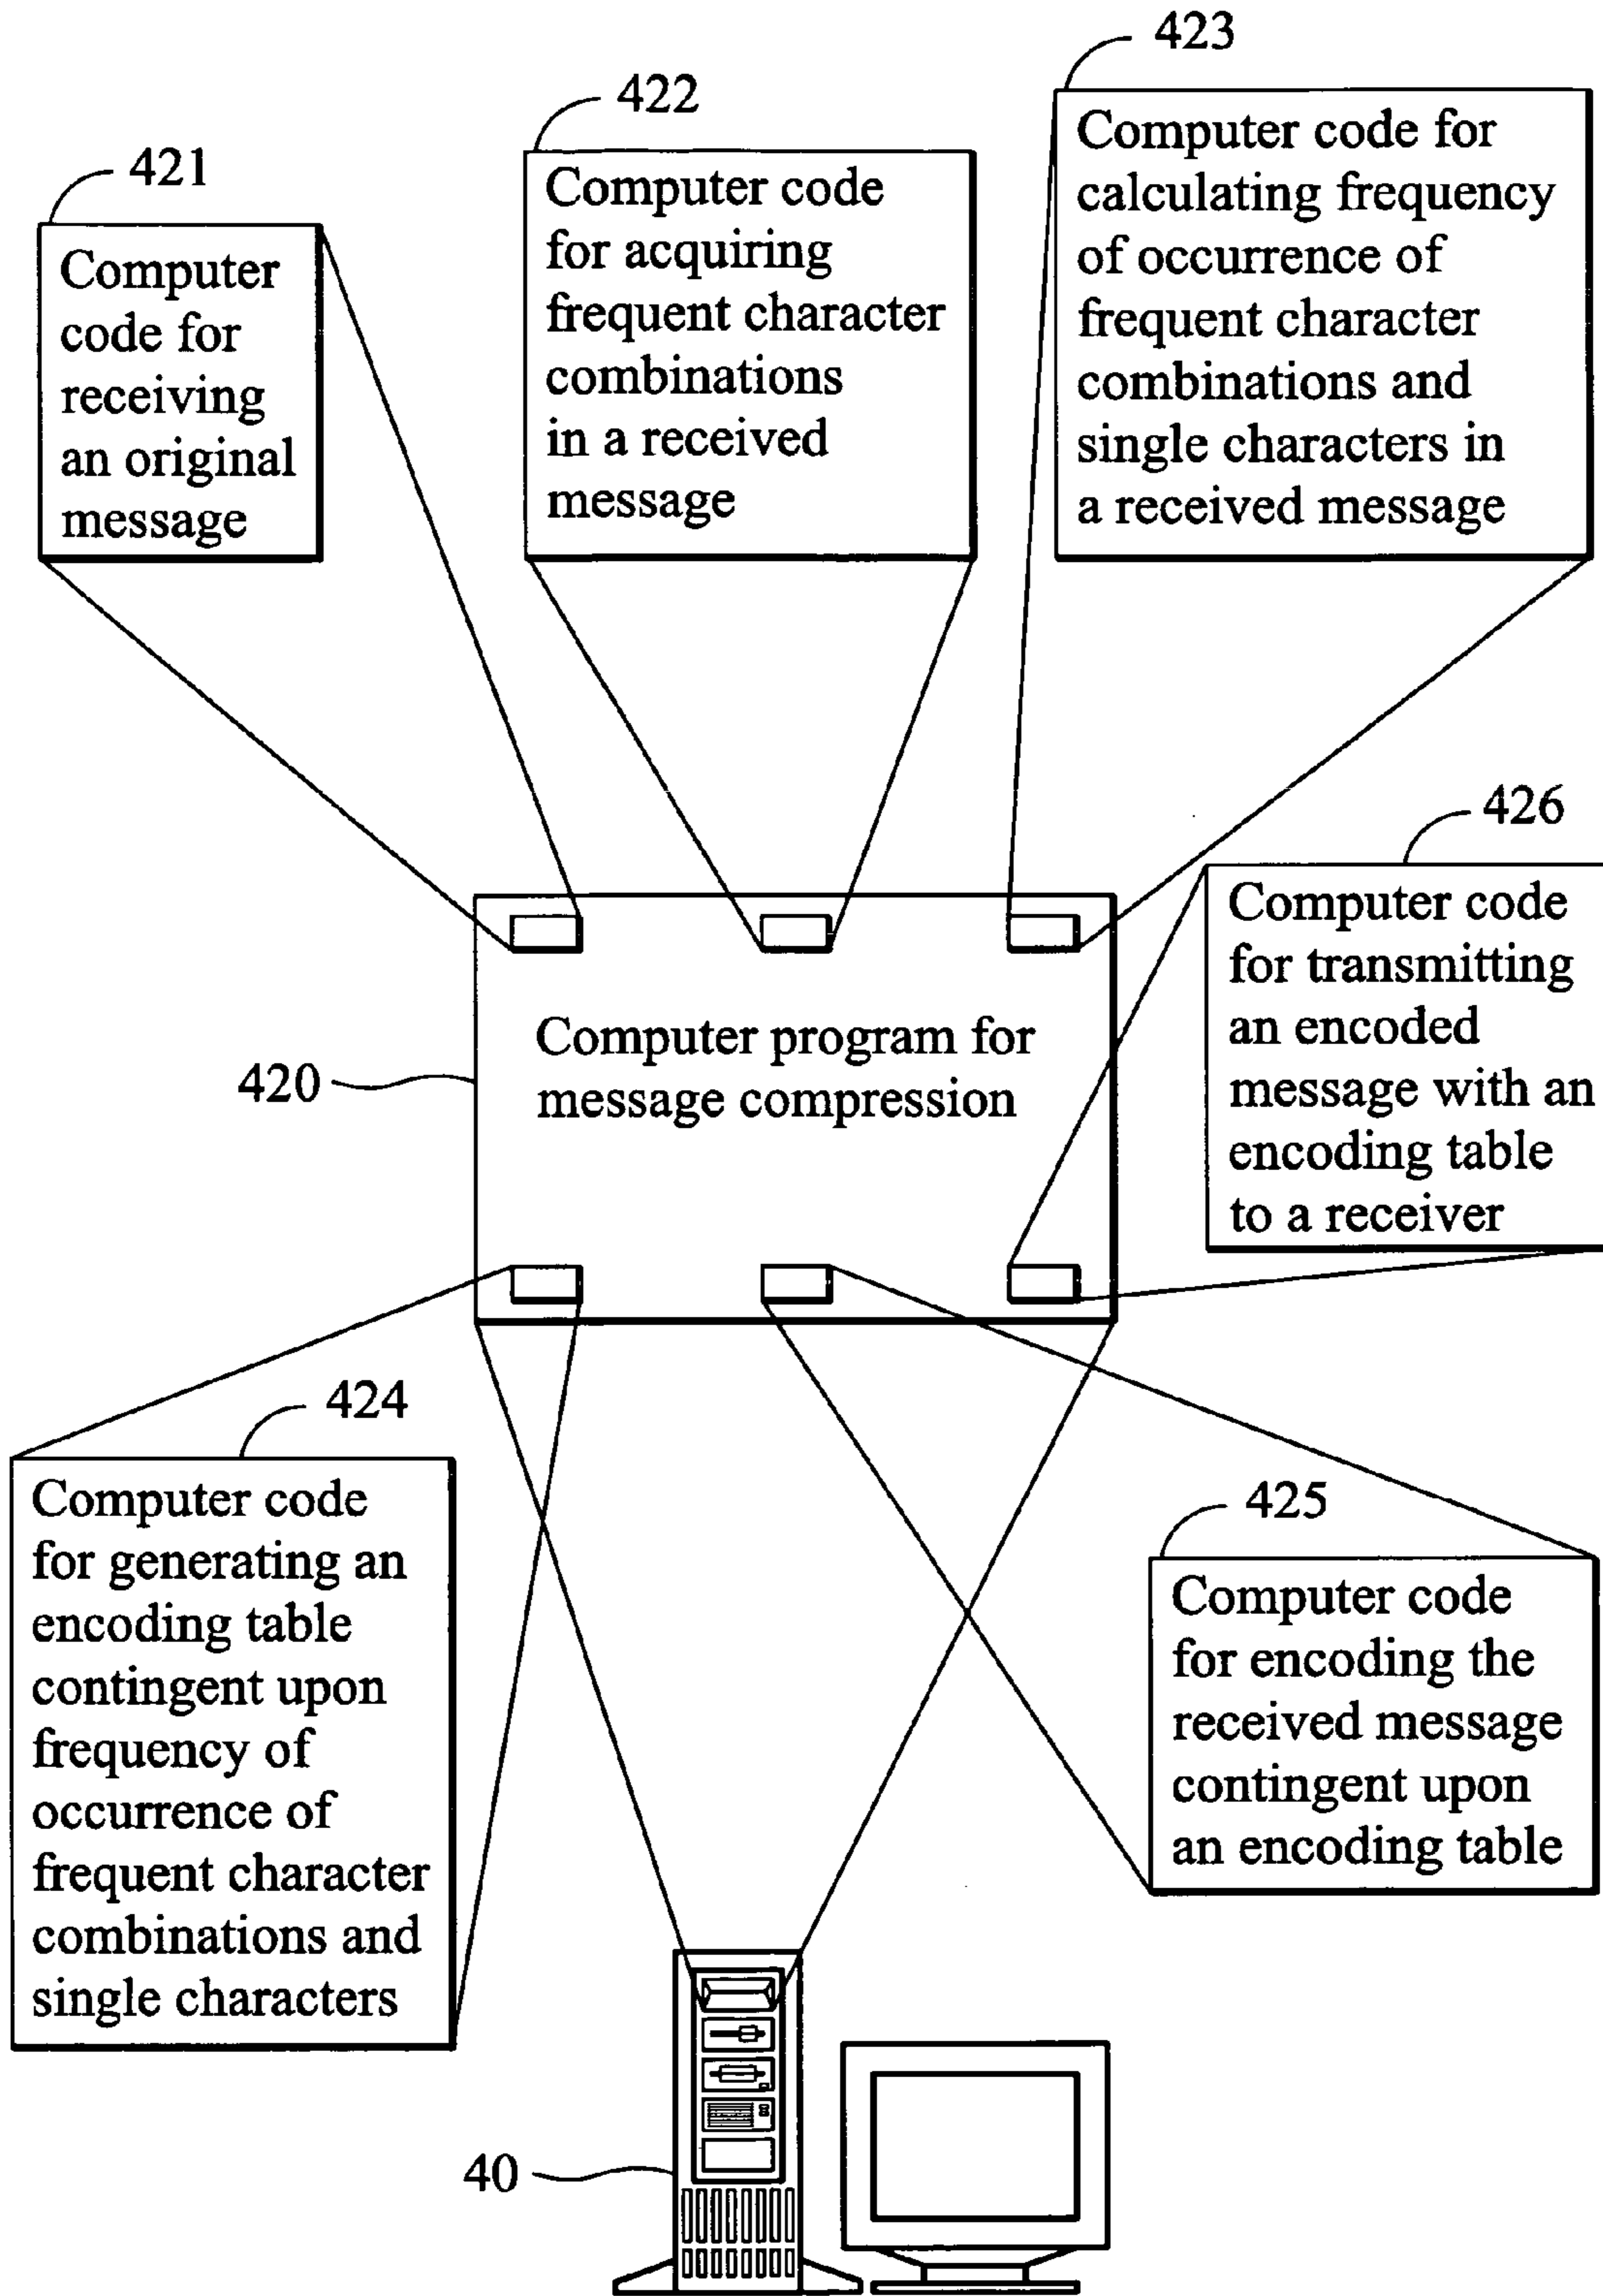 423
Computer code for
calculating frequency
of occurrence of
frequent character
combinations and
single characters in
a received message
422
Computer code
for acquiring
frequent character
combinations
in a received
message
421
Computer
code for
receiving
an original
message
426
Computer code
for transmitting
an encoded
message with an
encoding table
to a receiver
420
Computer program for
message compression
424
Computer code
for generating an
encoding table
contingent upon
frequency of
occurrence of
frequent character
combinations and
single characters
425
Computer code
for encoding the
received message
contingent upon
an encoding table
40